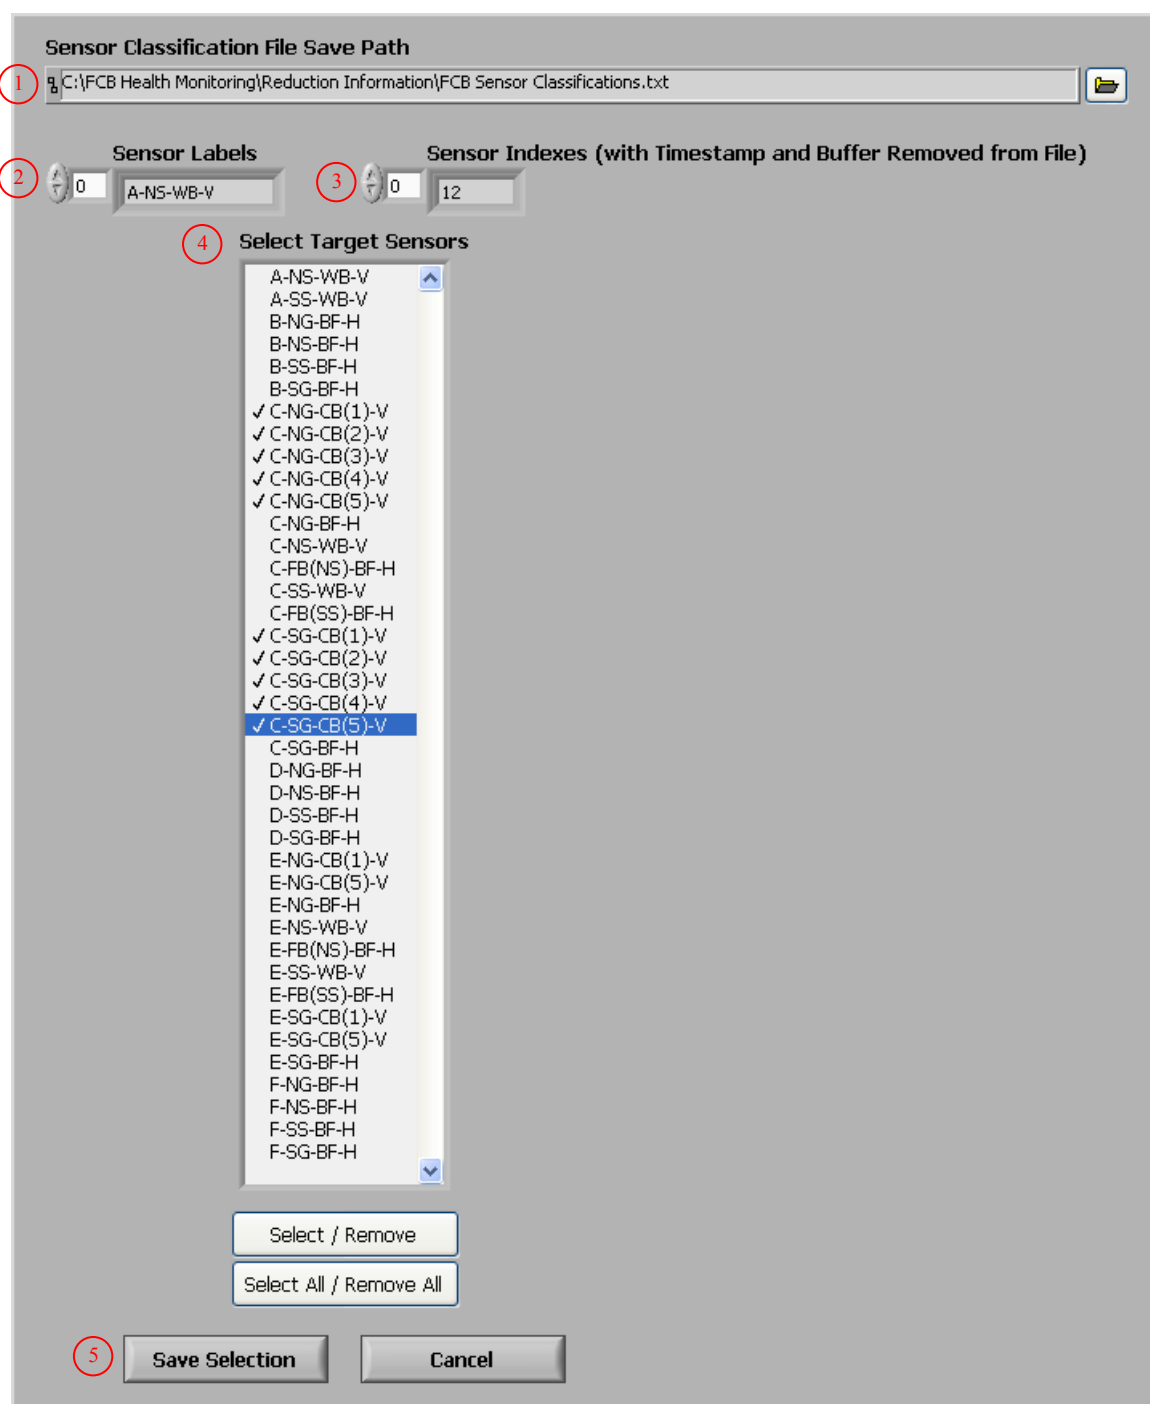 Sensor Classification File Save Path
1 C:\FCB Health Monitoring\Reduction Information\FCB Sensor Classifications.txt
Sensor Labels Sensor Indexes (with Timestamp and Buffer Removed from File)
2 0 A-NS-WB-V 3 0 12
4 Select Target Sensors
A-NS-WB-V
A-SS-WB-V
B-NG-BF-H
B-NS-BF-H
B-SS-BF-H
B-SG-BF-H
✓ C-NG-CB(1)-V
✓ C-NG-CB(2)-V
✓ C-NG-CB(3)-V
✓ C-NG-CB(4)-V
✓ C-NG-CB(5)-V
C-NG-BF-H
C-NS-WB-V
C-FB(NS)-BF-H
C-SS-WB-V
C-FB(SS)-BF-H
✓ C-SG-CB(1)-V
✓ C-SG-CB(2)-V
✓ C-SG-CB(3)-V
✓ C-SG-CB(4)-V
✓ C-SG-CB(5)-V
C-SG-BF-H
D-NG-BF-H
D-NS-BF-H
D-SS-BF-H
D-SG-BF-H
E-NG-CB(1)-V
E-NG-CB(5)-V
E-NG-BF-H
E-NS-WB-V
E-FB(NS)-BF-H
E-SS-WB-V
E-FB(SS)-BF-H
E-SG-CB(1)-V
E-SG-CB(5)-V
E-SG-BF-H
F-NG-BF-H
F-NS-BF-H
F-SS-BF-H
F-SG-BF-H
Select / Remove
Select All / Remove All
5 Save Selection Cancel